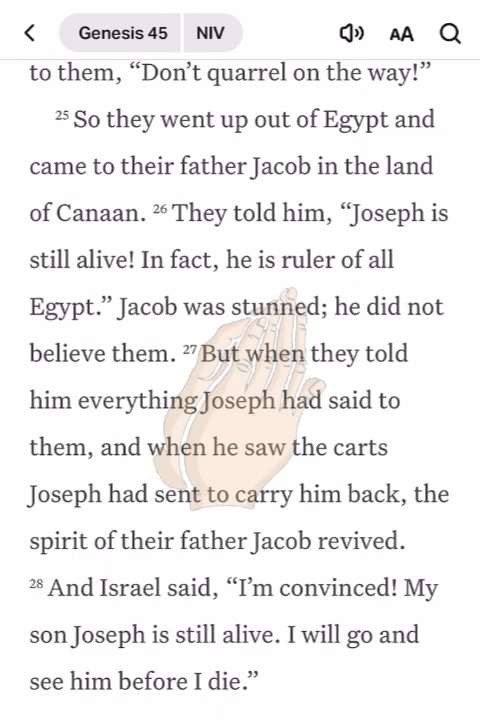 Genesis 45 NIV AA
to them, “Don’t quarrel on the way!”
25 So they went up out of Egypt and
came to their father Jacob in the land
of Canaan. 26 They told him, “Joseph is
still alive! In fact, he is ruler of all
Egypt.” Jacob was stunned; he did not
believe them. 27 But when they told
him everything Joseph had said to
them, and when he saw the carts
Joseph had sent to carry him back, the
spirit of their father Jacob revived.
28 And Israel said, “I’m convinced! My
son Joseph is still alive. I will go and
see him before I die.”